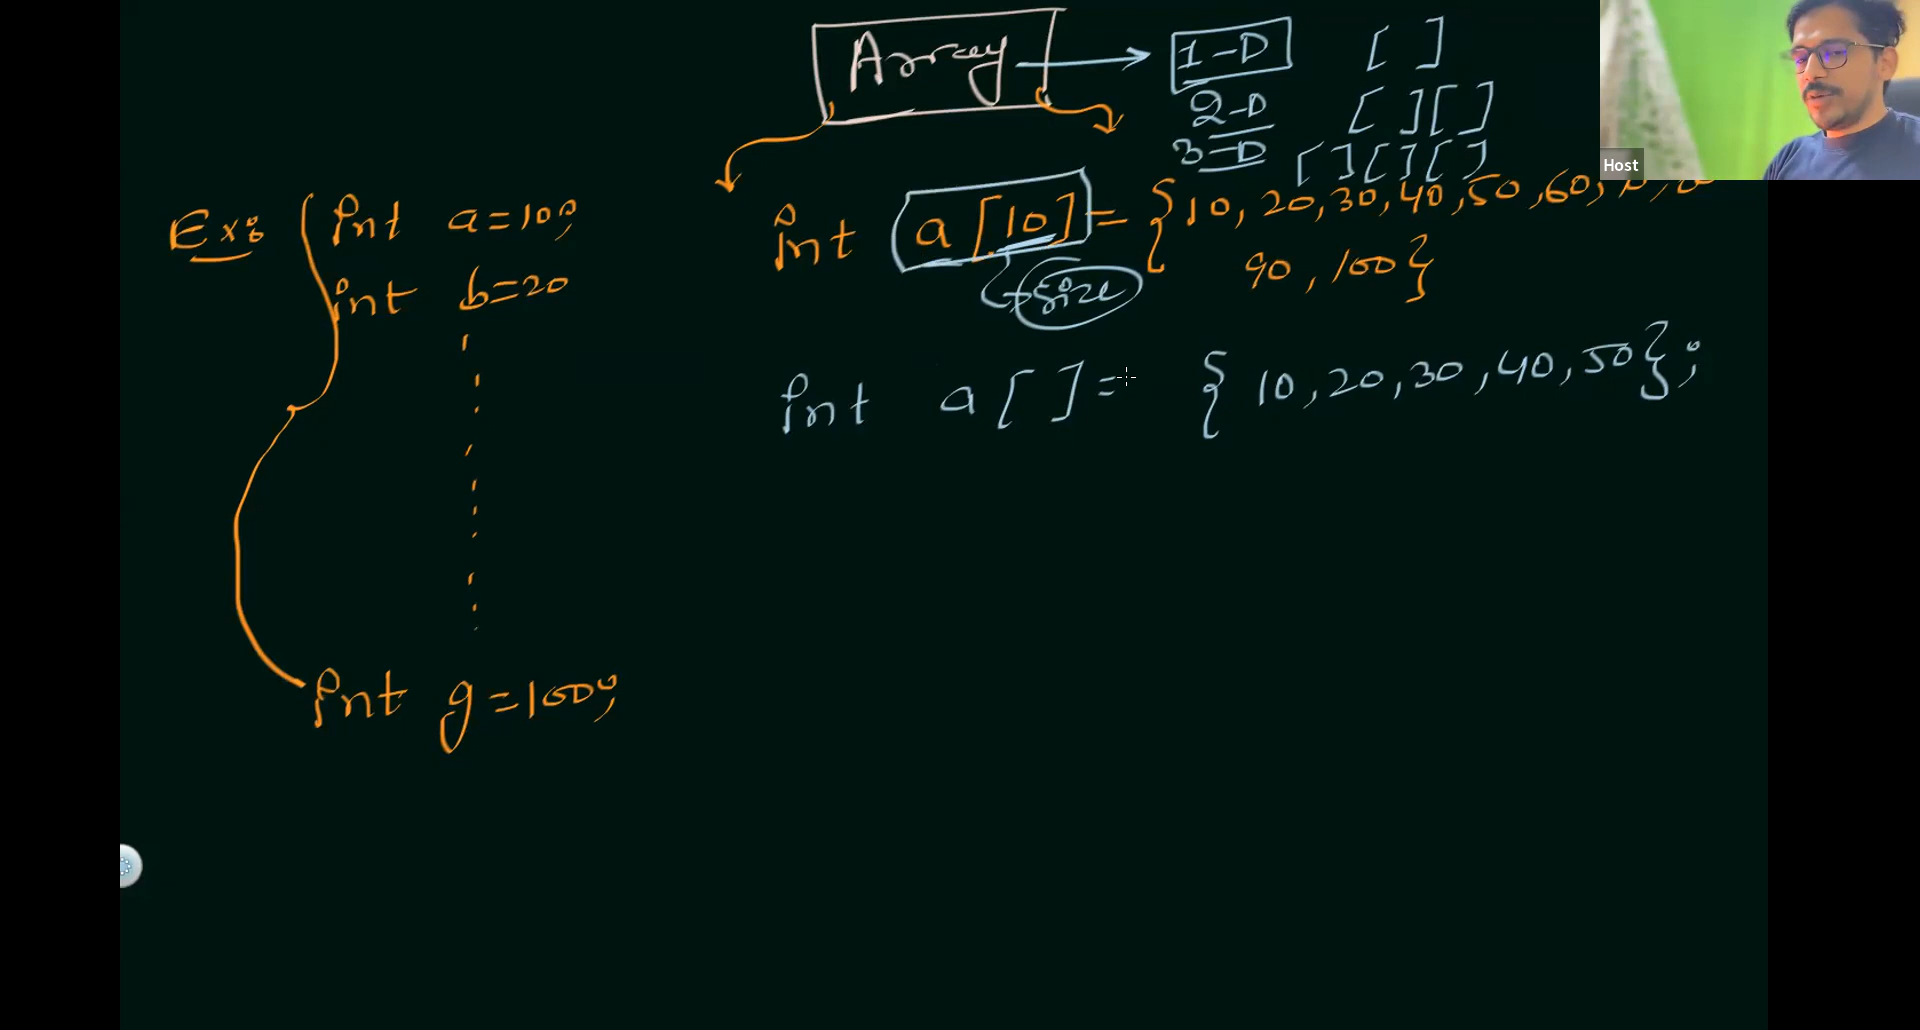 Array → 1-D [ ]
2-D [ ][ ]
3-D [ ][ ][ ]
Host
Ex: int a=10;
int b=20
int g=100;
int a[10]= {10, 20, 30, 40, 50, 60,
90, 100}
size
int a[ ]= { 10, 20, 30, 40, 50};